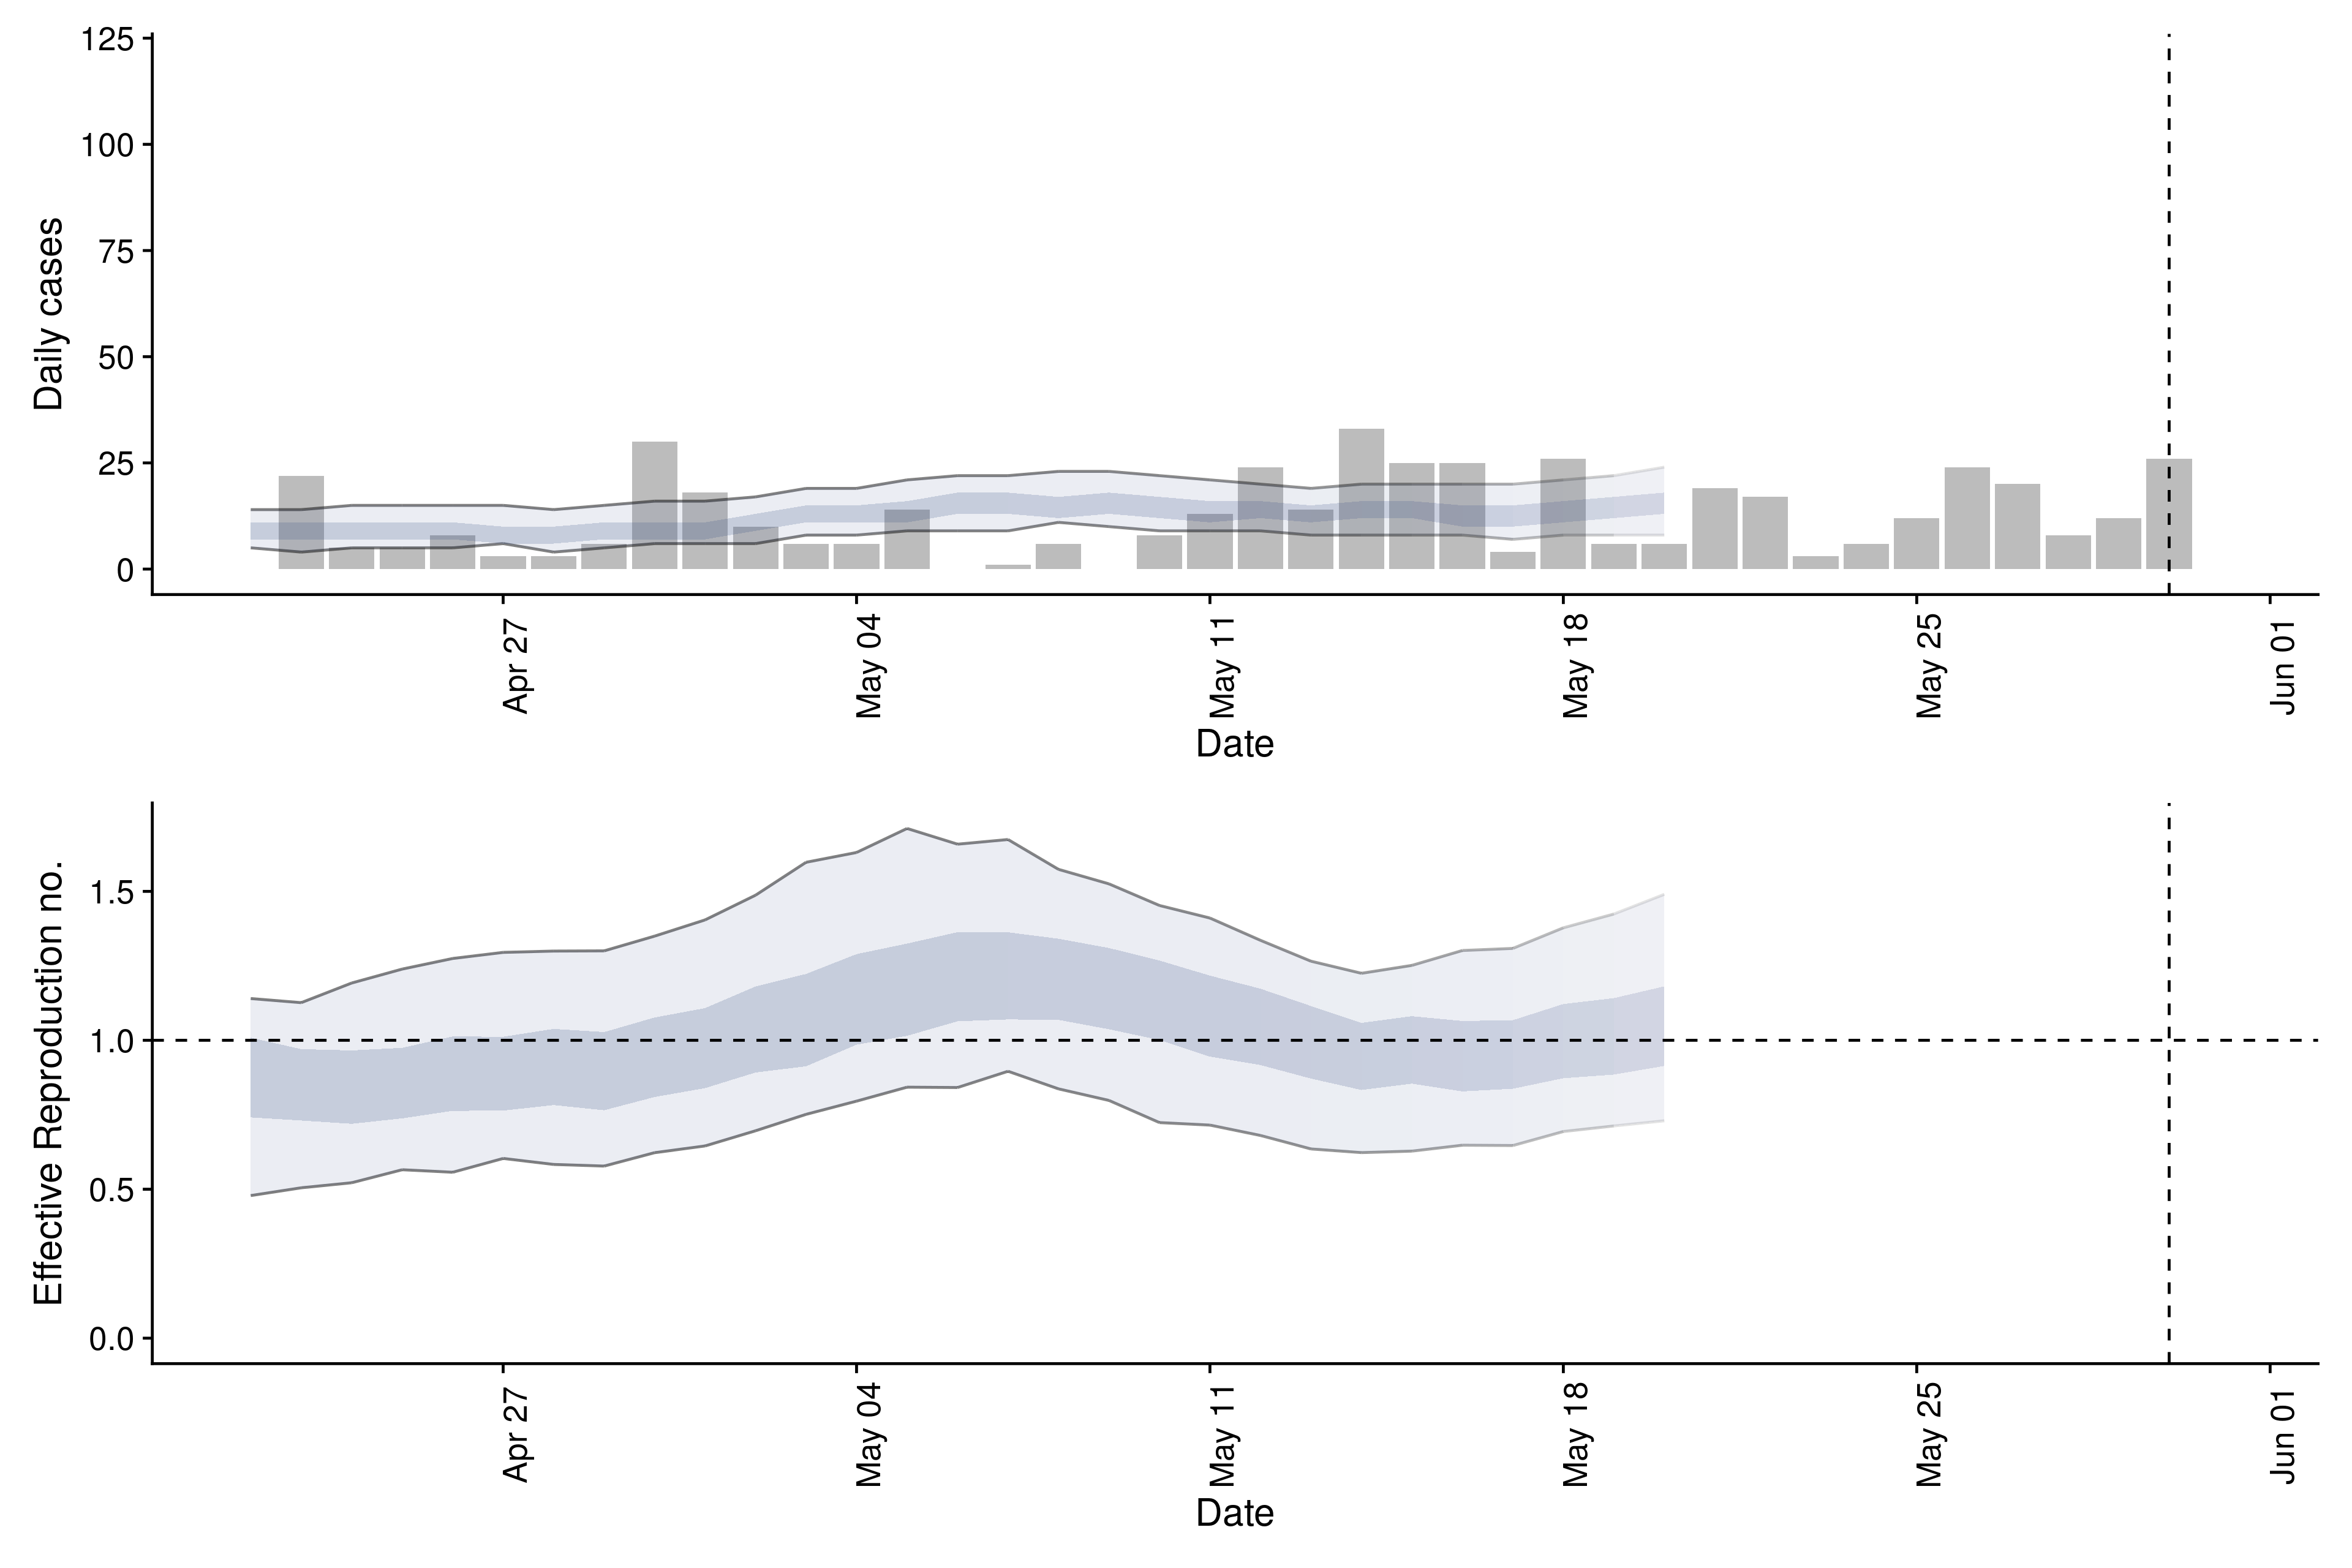 Daily cases
125
100
75
50
25
0
Apr 27
May 04
May 11
May 18
May 25
Jun 01
Date
Effective Reproduction no.
1.5
1.0
0.5
0.0
Apr 27
May 04
May 11
May 18
May 25
Jun 01
Date